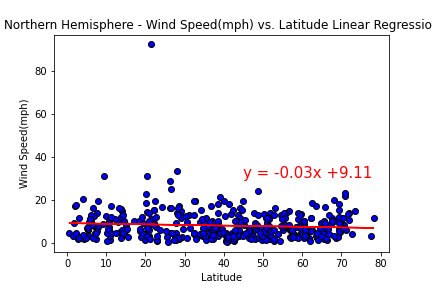 Northern Hemisphere - Wind Speed(mph) vs. Latitude Linear Regressio
80
60
40
20
0
Wind Speed(mph)
y = -0.03x +9.11
0 10 20 30 40 50 60 70 80
Latitude